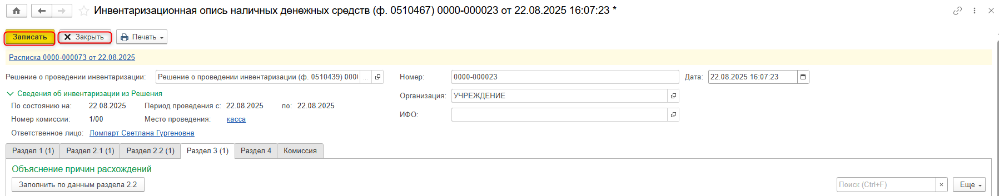 Инвентаризационная опись наличных денежных средств (ф. 0510467) 0000-000023 от 22.08.2025 16:07:23 *
Записать Закрыть Печать
Расписка 0000-000073 от 22.08.2025
Решение о проведении инвентаризации: Решение о проведении инвентаризации (ф. 0510439) 000 ... Номер: 0000-000023 Дата: 22.08.2025 16:07:23
Сведения об инвентаризации из Решения Организация: УЧРЕЖДЕНИЕ
По состоянию на: 22.08.2025 Период проведения с: 22.08.2025 по: 22.08.2025
Номер комиссии: 1/00 Место проведения: касса ИФО:
Ответственное лицо: Ломпарт Светлана Гургеновна
Раздел 1 (1) Раздел 2.1 (1) Раздел 2.2 (1) Раздел 3 (1) Раздел 4 Комиссия
Объяснение причин расхождений
Заполнить по данным раздела 2.2 Поиск (Ctrl+F) × Еще